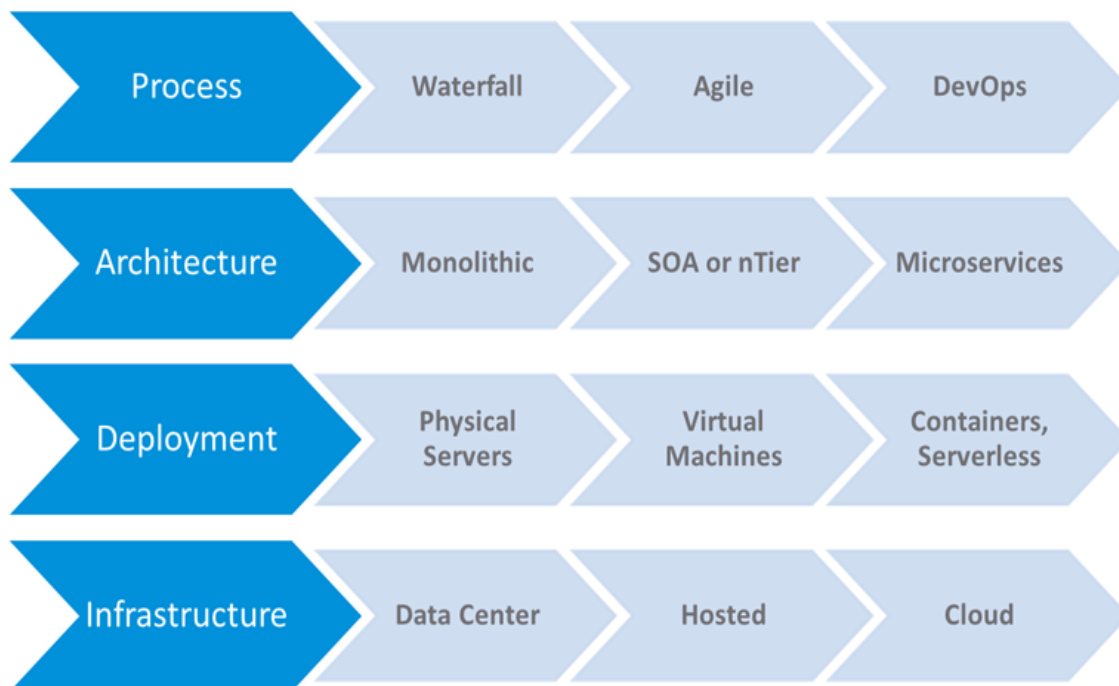 Process
Waterfall
Agile
DevOps
Architecture
Monolithic
SOA or nTier
Microservices
Deployment
Physical
Servers
Virtual
Machines
Containers,
Serverless
Infrastructure
Data Center
Hosted
Cloud